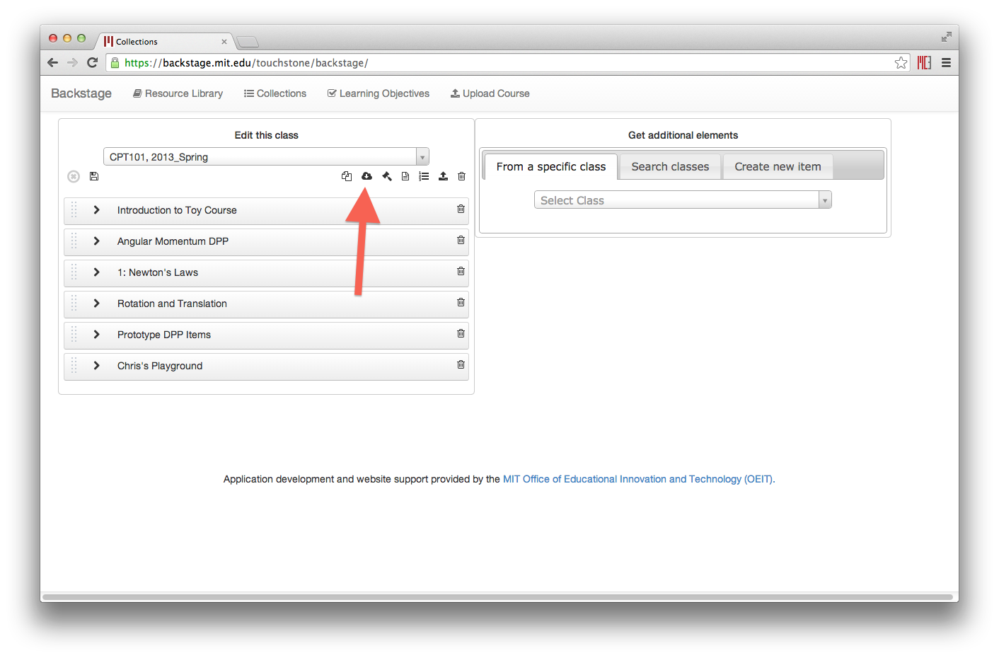 Collections
https://backstage.mit.edu/touchstone/backstage/
Backstage Resource Library Collections Learning Objectives Upload Course
Edit this class
CPT101, 2013_Spring
Introduction to Toy Course
Angular Momentum DPP
1: Newton's Laws
Rotation and Translation
Prototype DPP Items
Chris's Playground
Get additional elements
From a specific class Search classes Create new item
Select Class
Application development and website support provided by the MIT Office of Educational Innovation and Technology (OEIT).